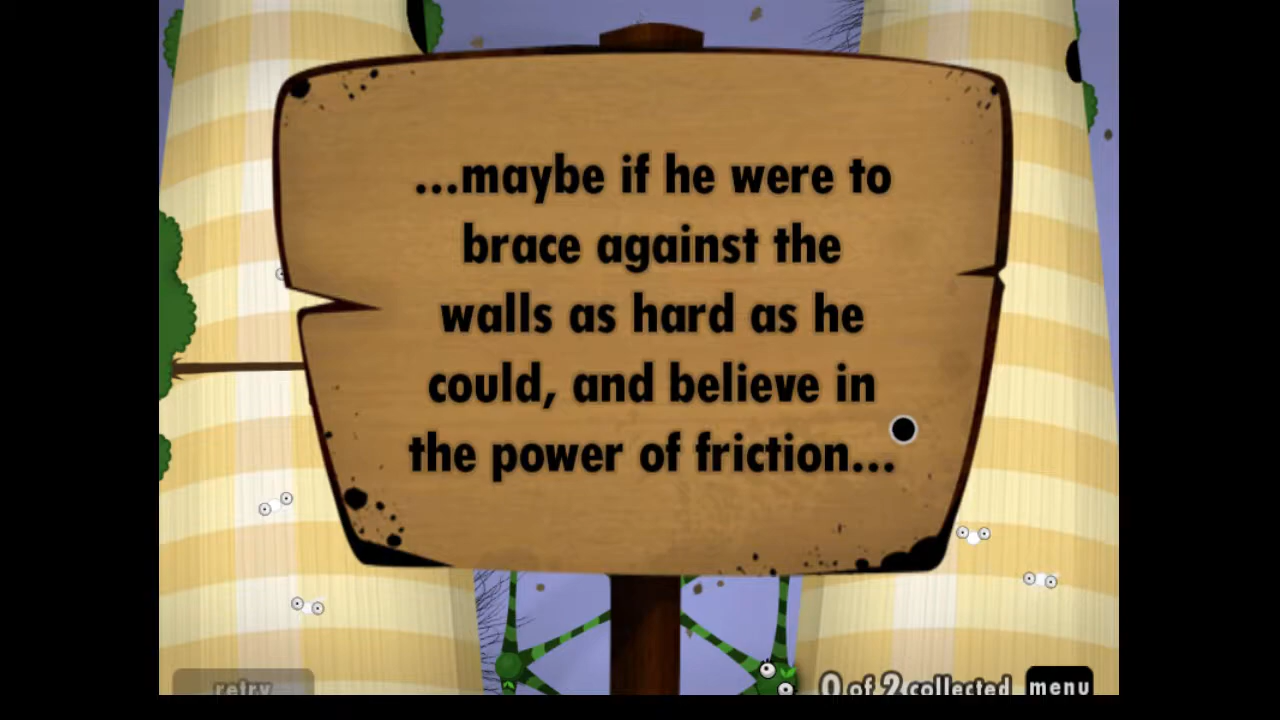 ...maybe if he were to
brace against the
walls as hard as he
could, and believe in
the power of friction...
retry
0 of 2 collected
menu